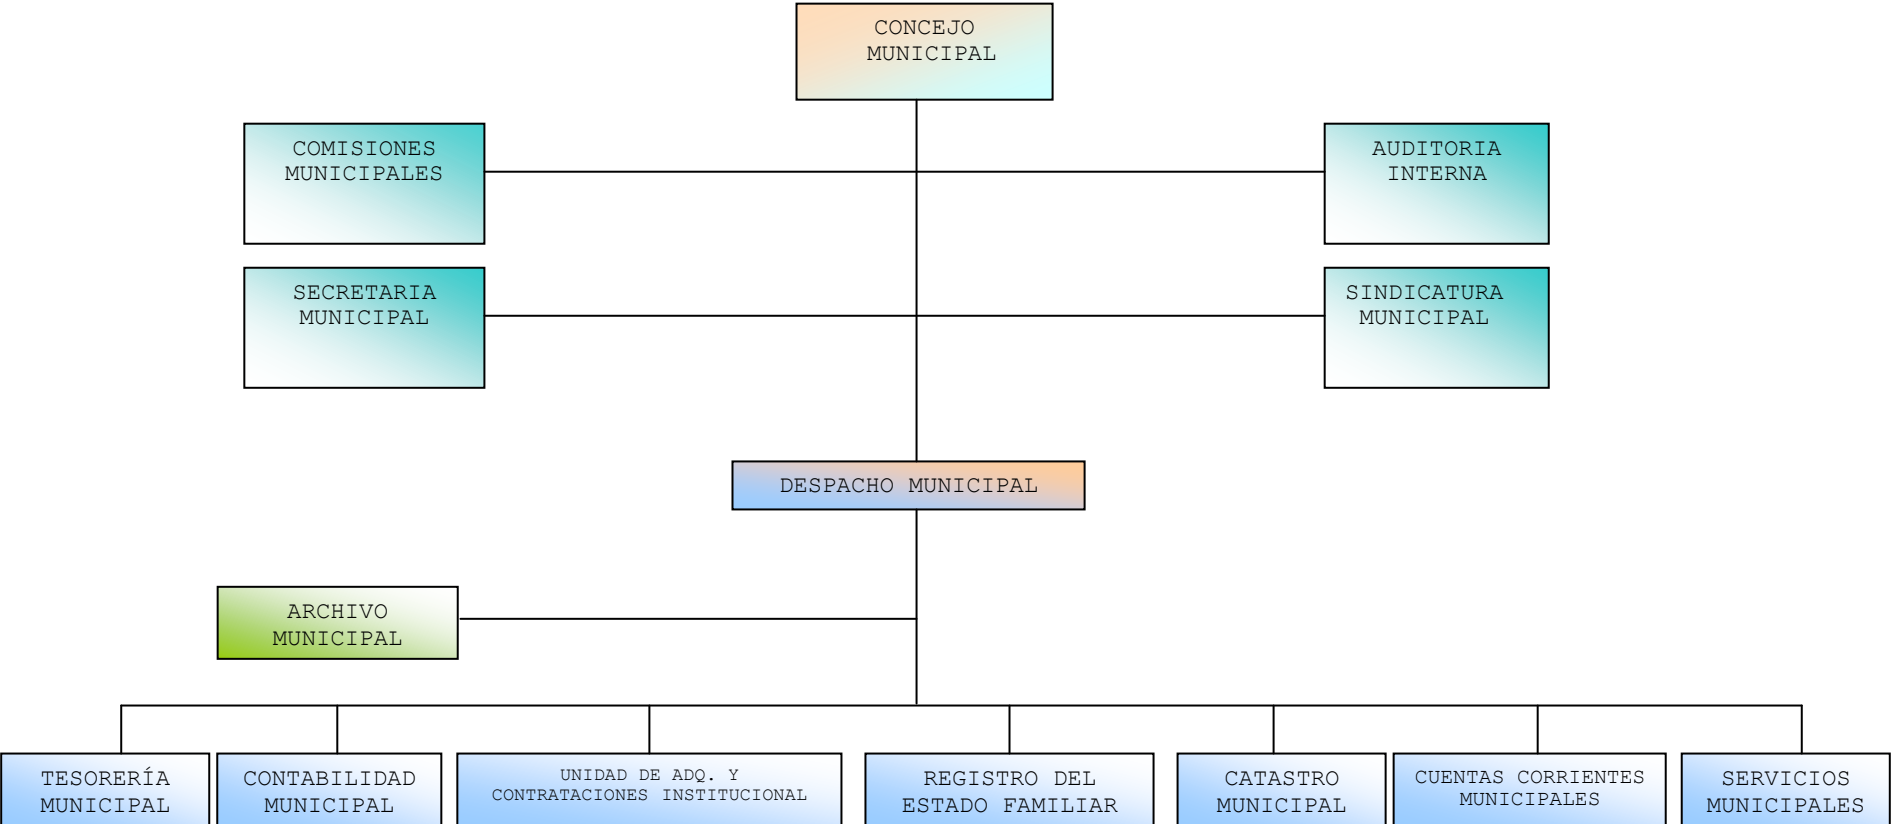 CONCEJO
MUNICIPAL
COMISIONES
MUNICIPALES
AUDITORIA
INTERNA
SECRETARIA
MUNICIPAL
SINDICATURA
MUNICIPAL
DESPACHO MUNICIPAL
ARCHIVO
MUNICIPAL
TESORERÍA
MUNICIPAL
CONTABILIDAD
MUNICIPAL
UNIDAD DE ADQ. Y
CONTRATACIONES INSTITUCIONAL
REGISTRO DEL
ESTADO FAMILIAR
CATASTRO
MUNICIPAL
CUENTAS CORRIENTES
MUNICIPALES
SERVICIOS
MUNICIPALES